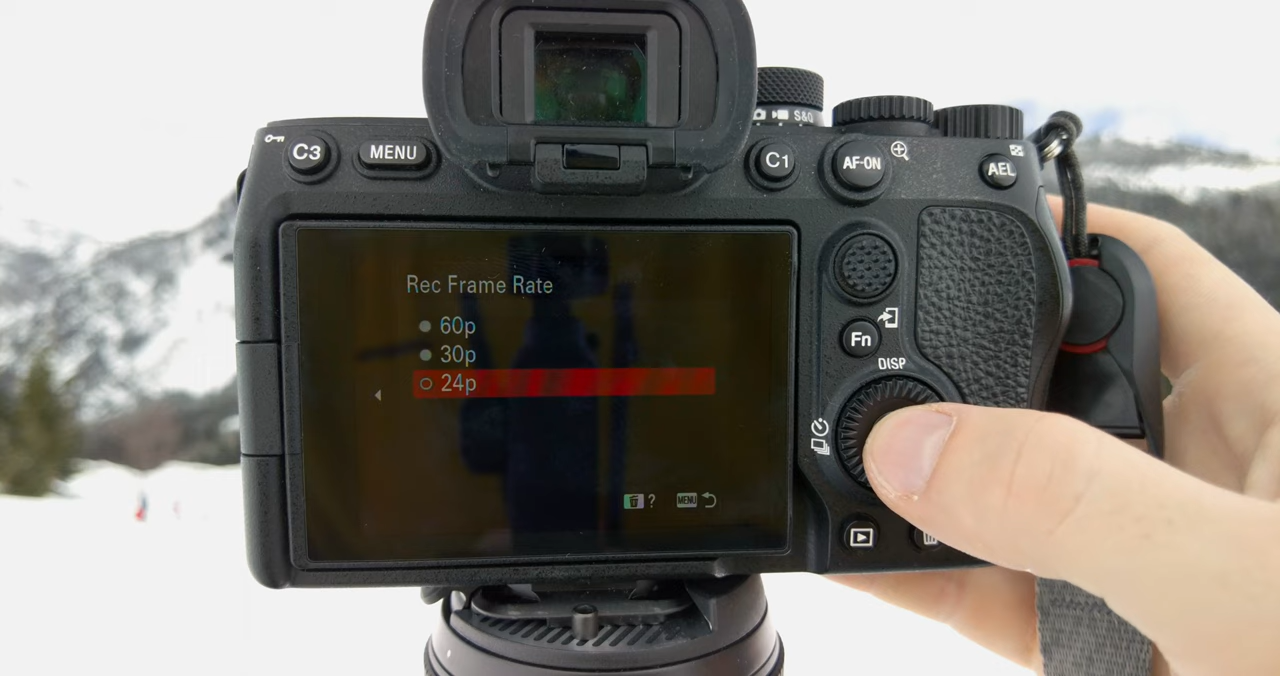 S&Q
C3
MENU
C1
AF-ON
AEL
Rec Frame Rate
60p
30p
24p
?
MENU
Fn
DISP